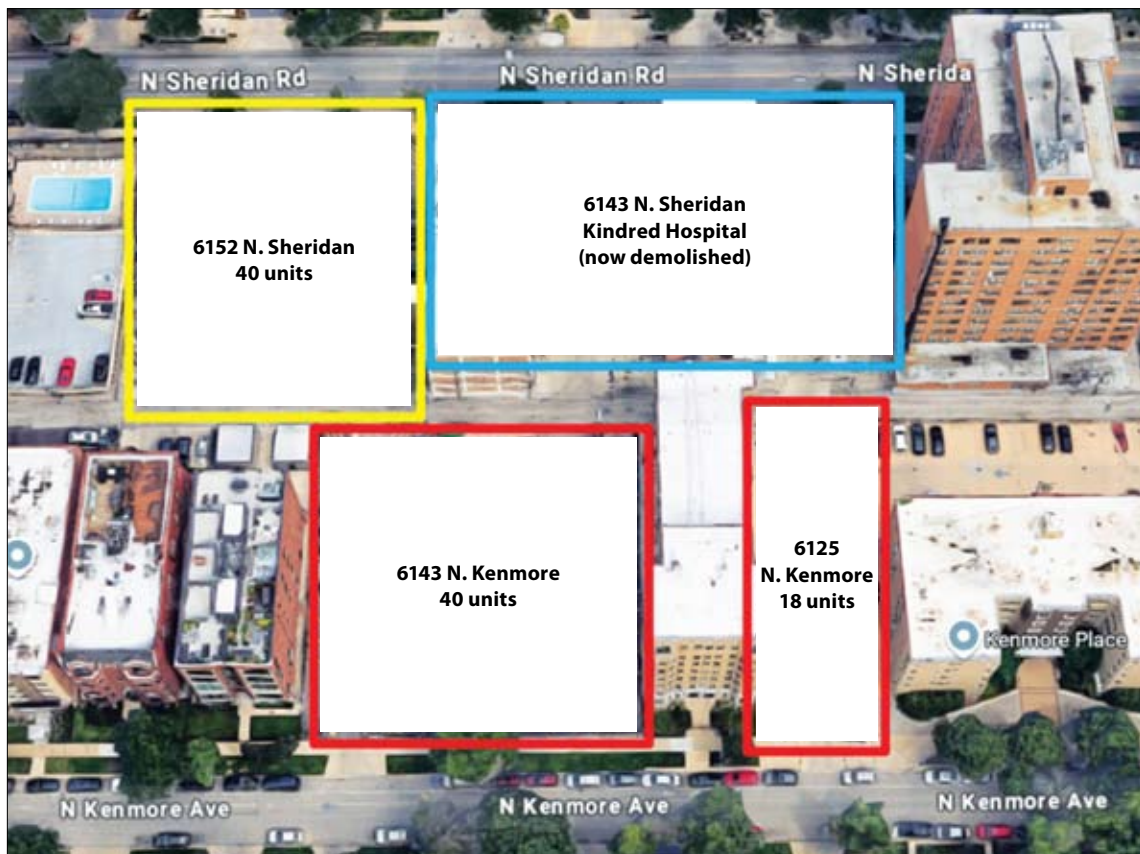 N Sheridan Rd
N Sheridan Rd
N Sherida
6152 N. Sheridan
40 units
6143 N. Sheridan
Kindred Hospital
(now demolished)
6143 N. Kenmore
40 units
6125
N. Kenmore
18 units
Kenmore Place
N Kenmore Ave
N Kenmore Ave
N Kenmore Ave